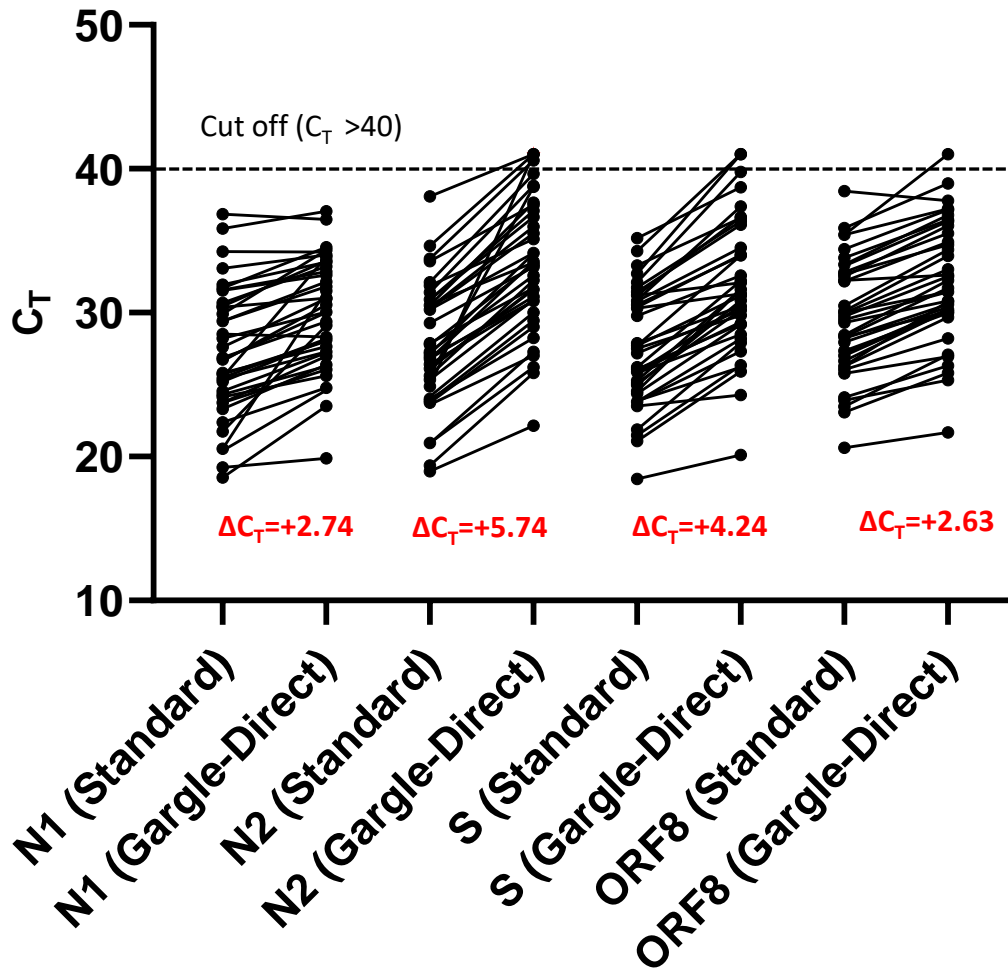 50
Cut off (CT >40)
40
30
CT
20
ΔCT=+2.74
ΔCT=+5.74
ΔCT=+4.24
ΔCT=+2.63
10
N1 (Standard)
N1 (Gargle-Direct)
N2 (Standard)
N2 (Gargle-Direct)
S (Standard)
S (Gargle-Direct)
ORF8 (Standard)
ORF8 (Gargle-Direct)